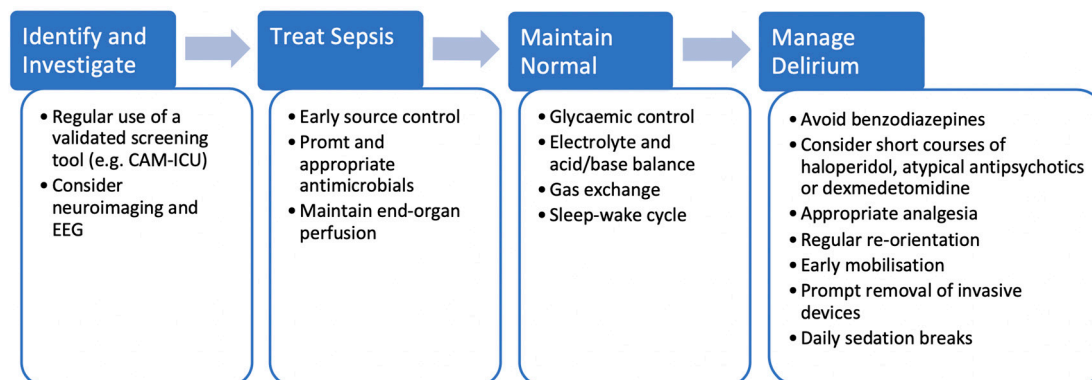 Identify and
Investigate
• Regular use of a
validated screening
tool (e.g. CAM-ICU)
• Consider
neuroimaging and
EEG
Treat Sepsis
• Early source control
• Promt and
appropriate
antimicrobials
• Maintain end-organ
perfusion
Maintain
Normal
• Glycaemic control
• Electrolyte and
acid/base balance
• Gas exchange
• Sleep-wake cycle
Manage
Delirium
• Avoid benzodiazepines
• Consider short courses of
haloperidol, atypical antipsychotics
or dexmedetomidine
• Appropriate analgesia
• Regular re-orientation
• Early mobilisation
• Prompt removal of invasive
devices
• Daily sedation breaks